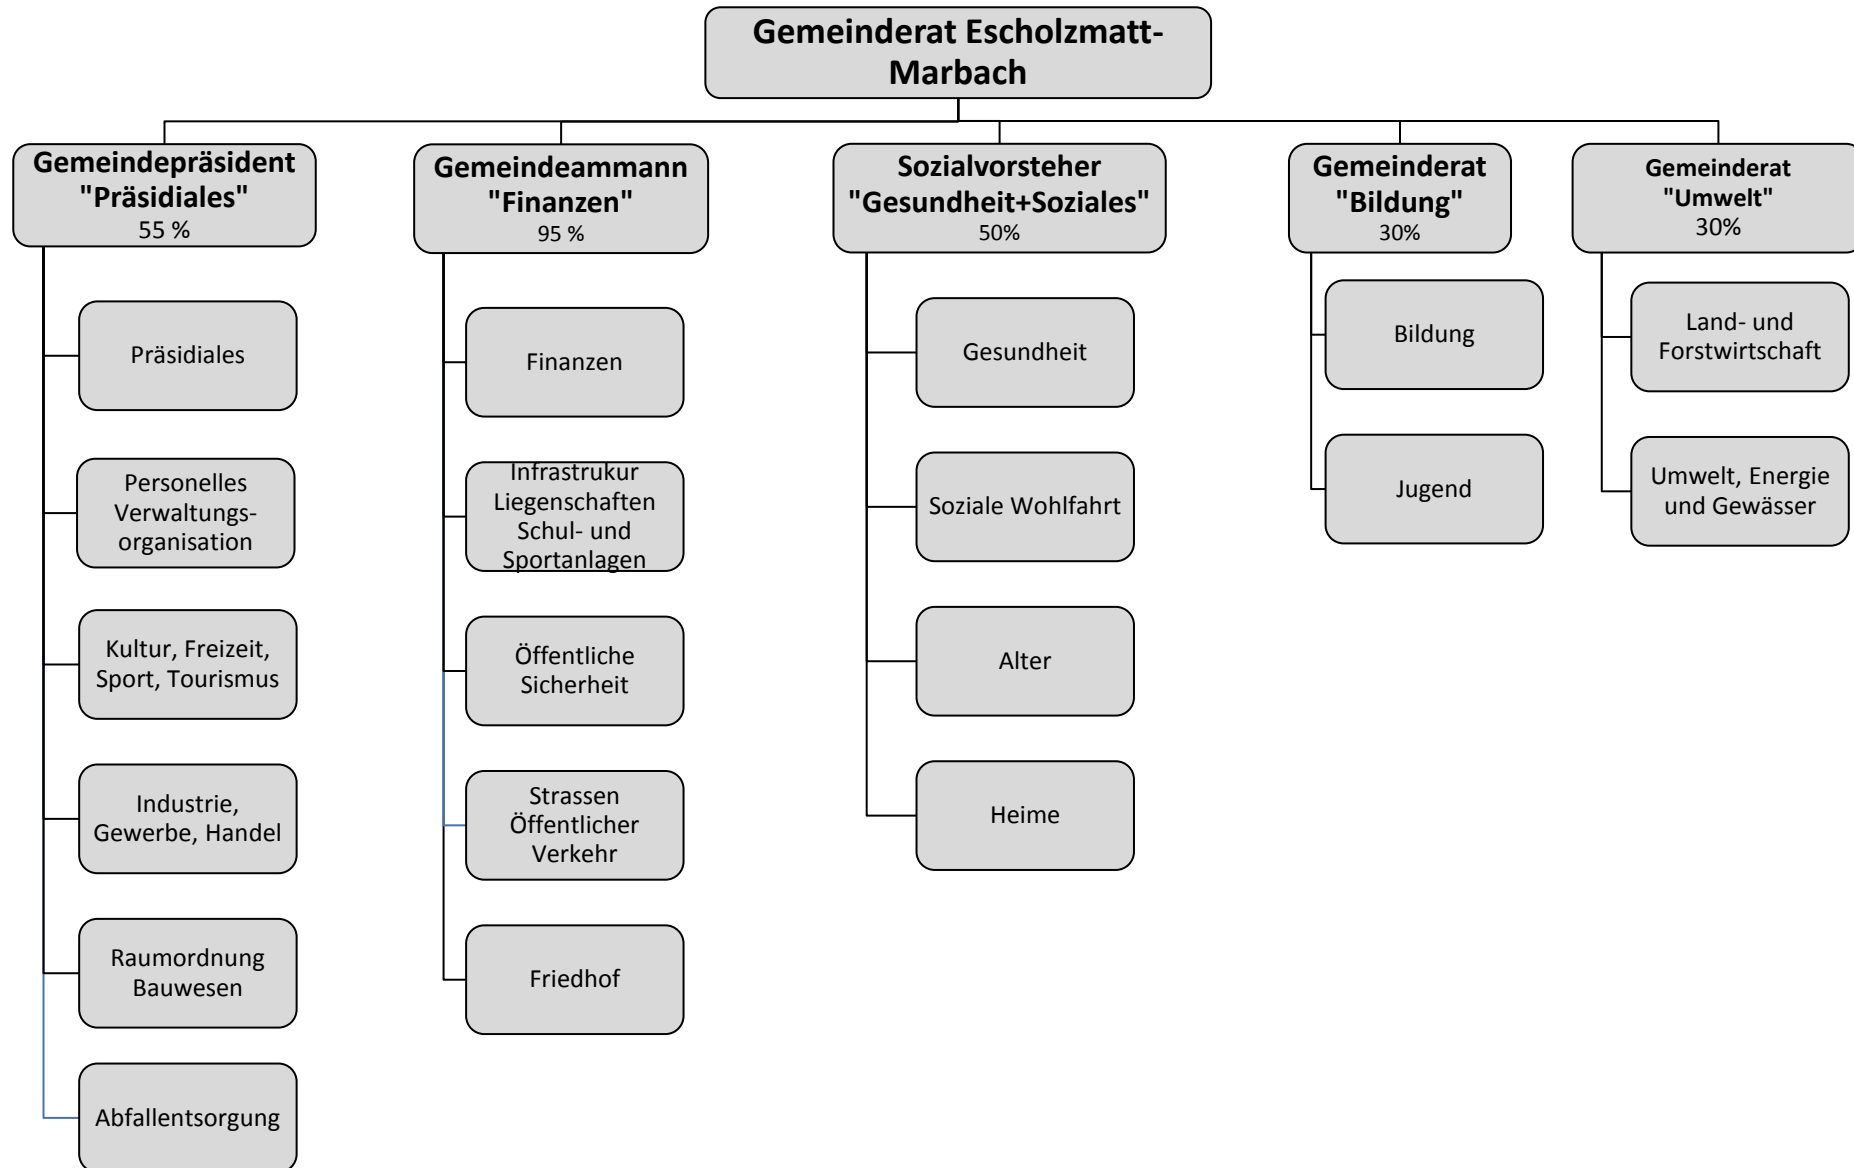 Gemeinderat Escholzmatt-
Marbach
Gemeindepräsident
"Präsidiales"
55 %
Präsidiales
Personelles
Verwaltungs-
organisation
Kultur, Freizeit,
Sport, Tourismus
Industrie,
Gewerbe, Handel
Raumordnung
Bauwesen
Abfallentsorgung
Gemeindeammann
"Finanzen"
95 %
Finanzen
Infrastrukur
Liegenschaften
Schul- und
Sportanlagen
Öffentliche
Sicherheit
Strassen
Öffentlicher
Verkehr
Friedhof
Sozialvorsteher
"Gesundheit+Soziales"
50%
Gesundheit
Soziale Wohlfahrt
Alter
Heime
Gemeinderat
"Bildung"
30%
Bildung
Jugend
Gemeinderat
"Umwelt"
30%
Land- und
Forstwirtschaft
Umwelt, Energie
und Gewässer